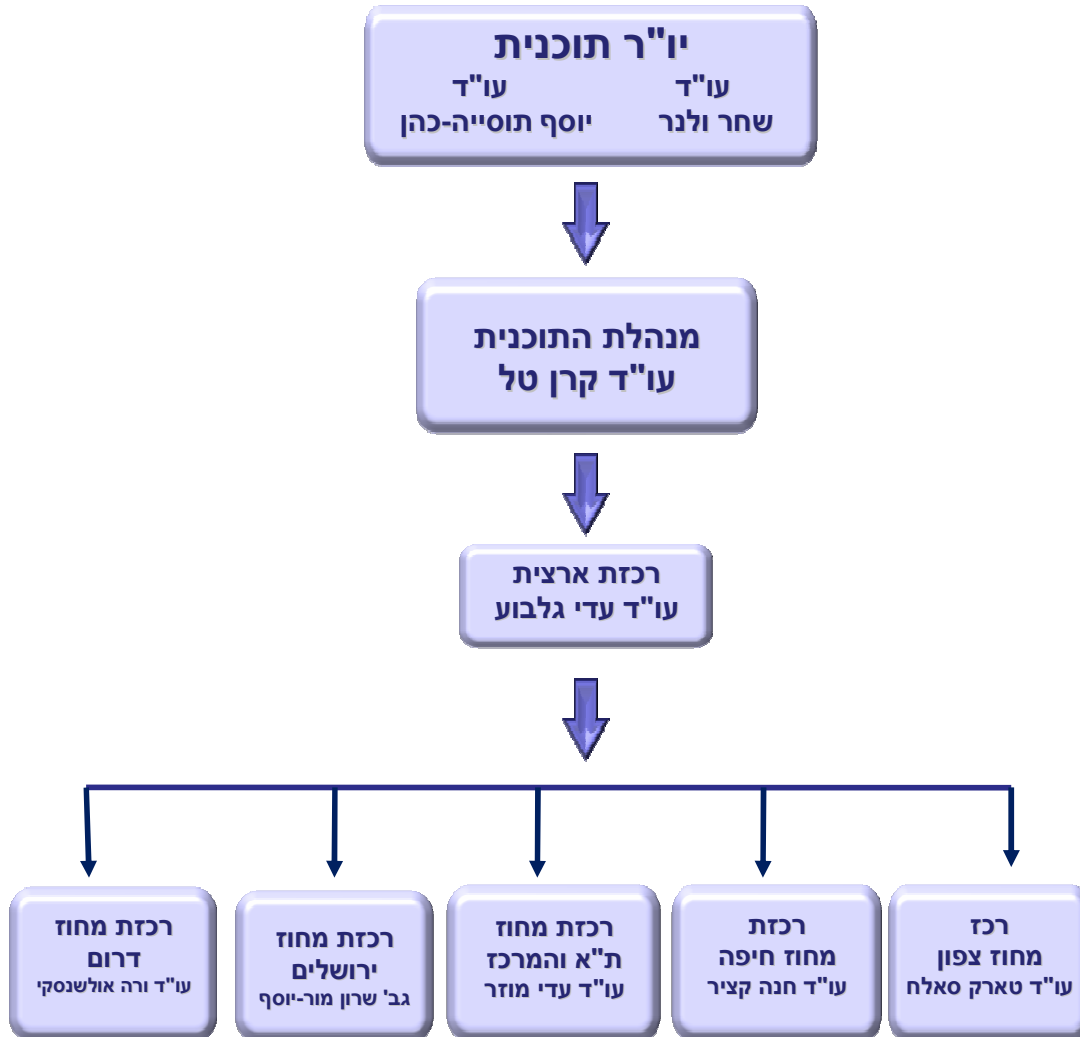 יו"ר תוכנית
עו"ד
שחר ולנר
עו"ד
יוסף תוסייה-כהן
מנהלת התוכנית
עו"ד קרן טל
רכזת ארצית
עו"ד עדי גלבוע
רכז
מחוז צפון
עו"ד טארק סאלח
רכזת
מחוז חיפה
עו"ד חנה קציר
רכזת מחוז
ת"א והמרכז
עו"ד עדי מוזר
רכזת מחוז
ירושלים
גב' שרון מור-יוסף
רכזת מחוז
דרום
עו"ד ורה אולשנסקי